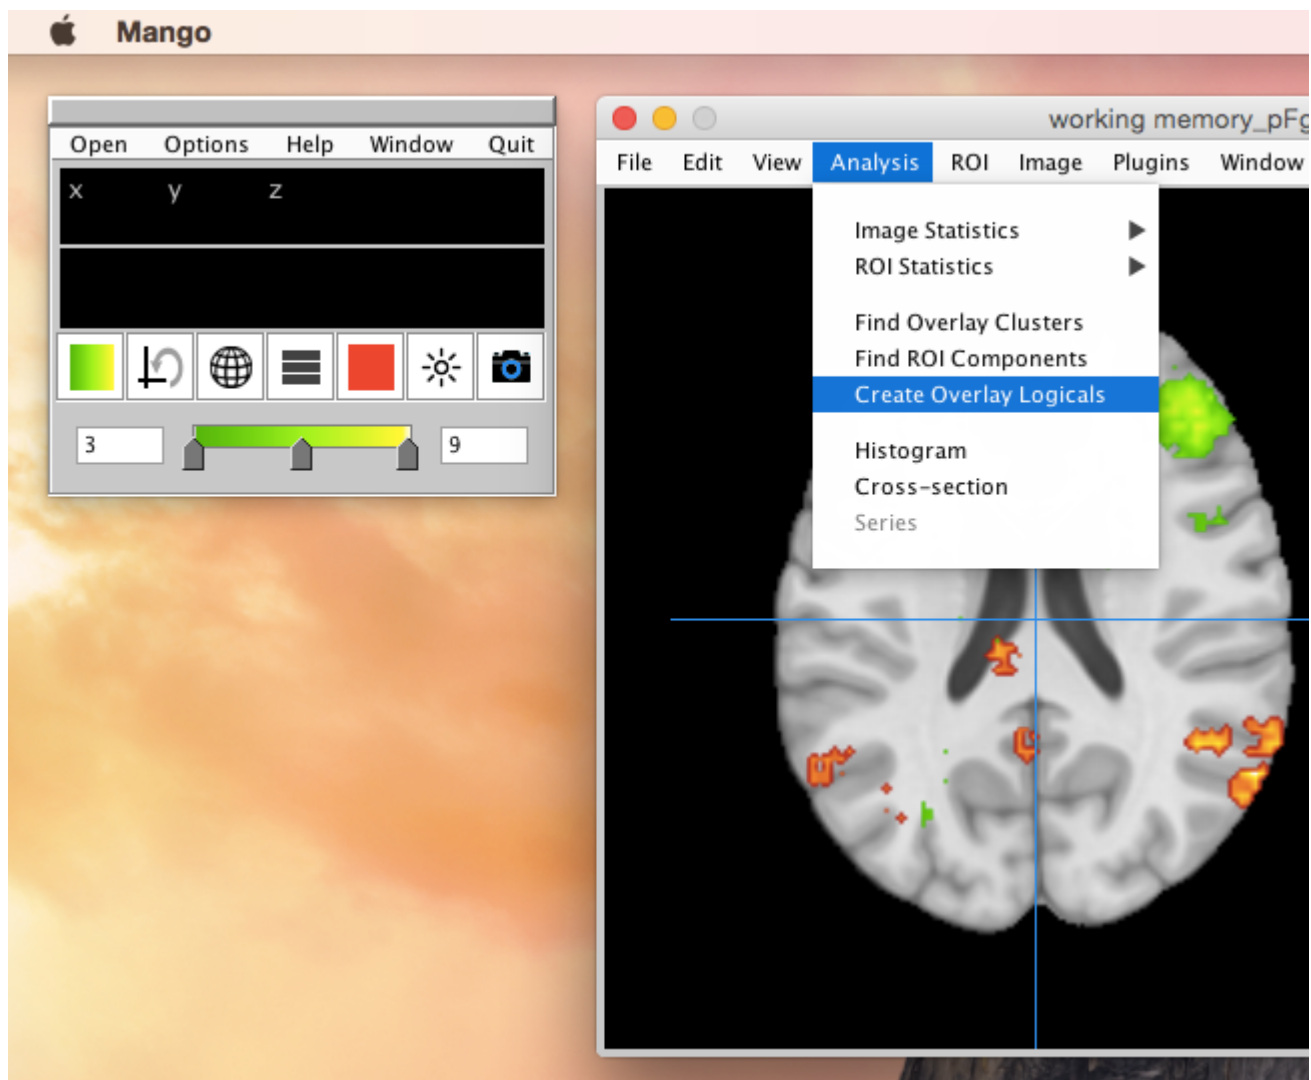 Mango
Open Options Help Window Quit
x y z
3 9
working memory_pFg
File Edit View Analysis ROI Image Plugins Window
Image Statistics
ROI Statistics
Find Overlay Clusters
Find ROI Components
Create Overlay Logicals
Histogram
Cross-section
Series